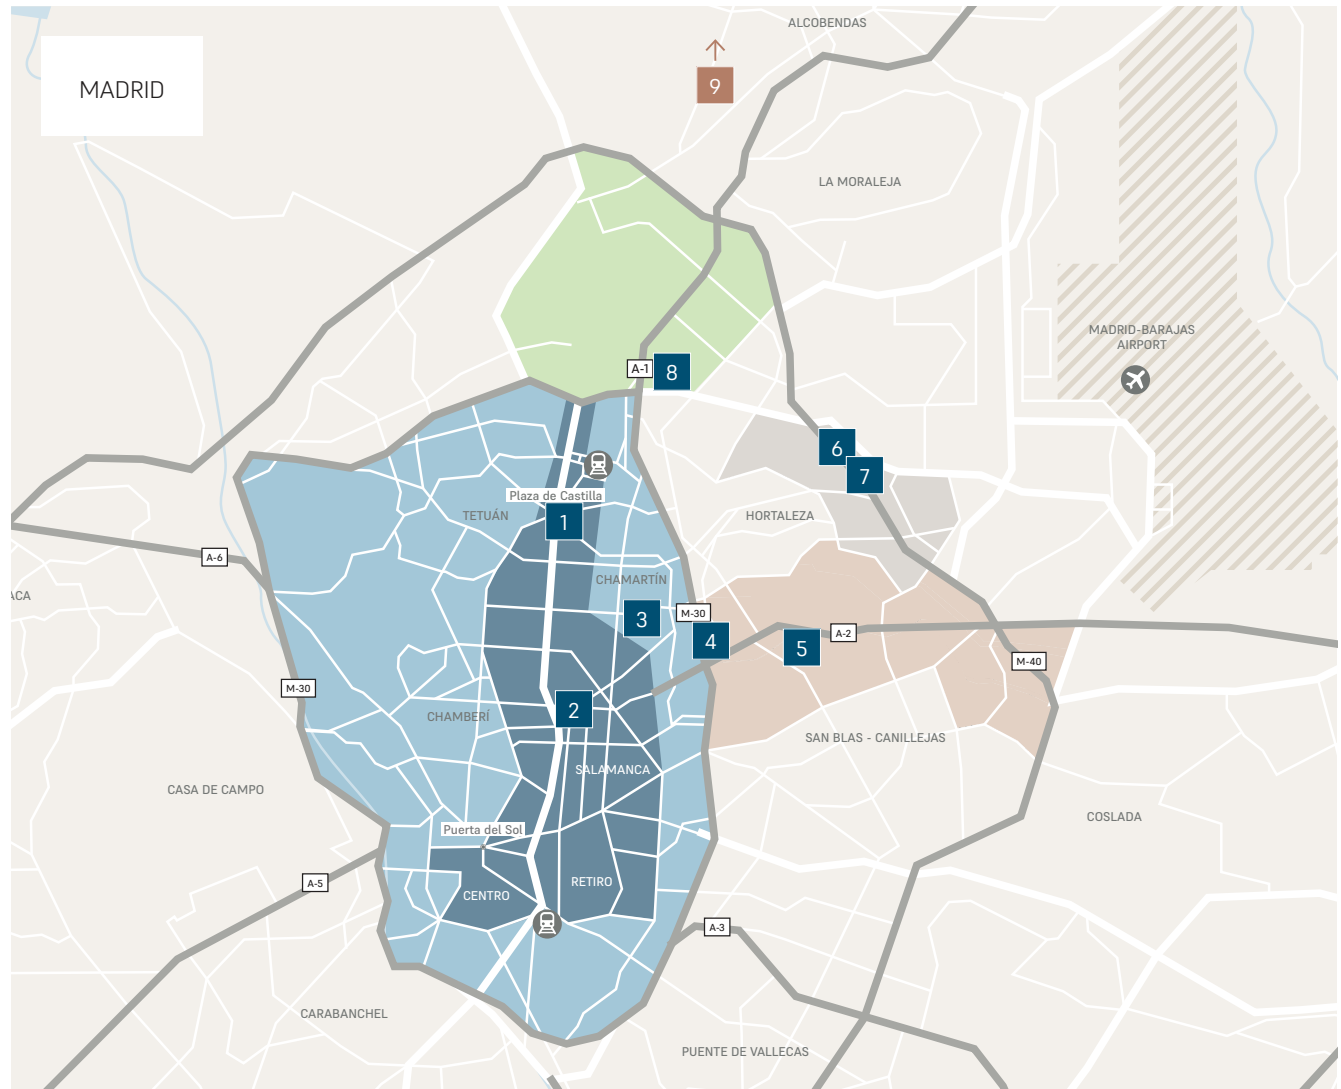 ALCOBENDAS
9
MADRID
LA MORALEJA
MADRID-BARAJAS
AIRPORT
A-1
8
6
7
Plaza de Castilla
TETUÁN
1
HORTALEZA
A-6
CHAMARTÍN
ACA
3
M-30
4
A-2
5
M-40
M-30
2
CHAMBERÍ
SAN BLAS - CANILLEJAS
SALAMANCA
CASA DE CAMPO
COSLADA
Puerta del Sol
A-5
RETIRO
CENTRO
A-3
CARABANCHEL
PUENTE DE VALLECAS